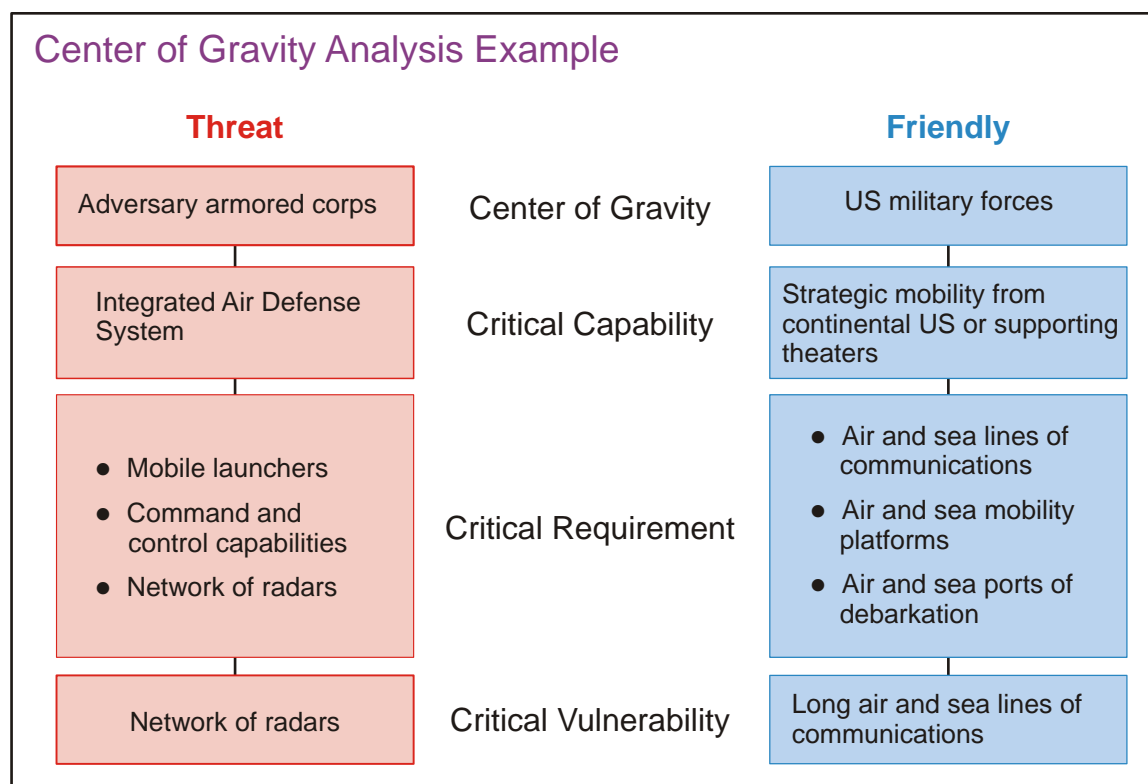 Center of Gravity Analysis Example
Threat
Friendly
Adversary armored corps
Center of Gravity
US military forces
Integrated Air Defense
System
Critical Capability
Strategic mobility from
continental US or supporting
theaters
● Mobile launchers
● Command and
control capabilities
● Network of radars
Critical Requirement
● Air and sea lines of
communications
● Air and sea mobility
platforms
● Air and sea ports of
debarkation
Network of radars
Critical Vulnerability
Long air and sea lines of
communications